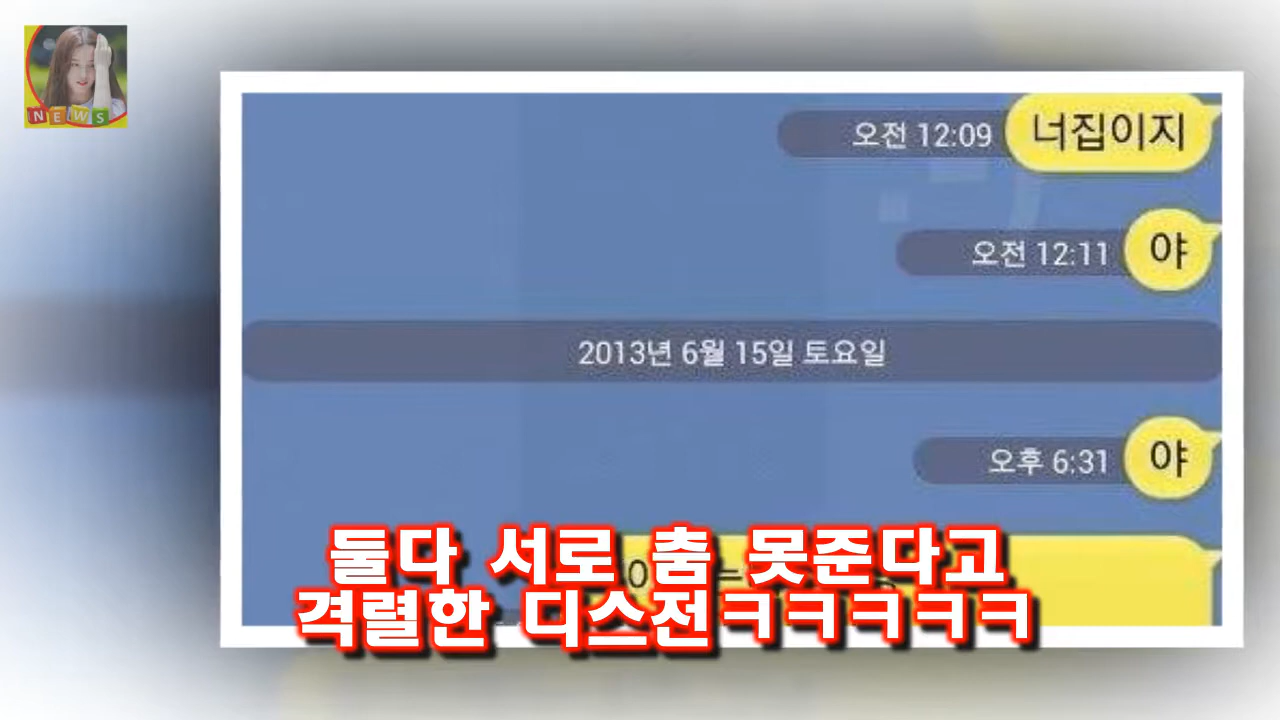 NEWS
오전 12:09 너집이지
오전 12:11 야
2013년 6월 15일 토요일
오후 6:31 야
둘다 서로 춤 못준다고
격렬한 디스전ㅋㅋㅋㅋㅋ